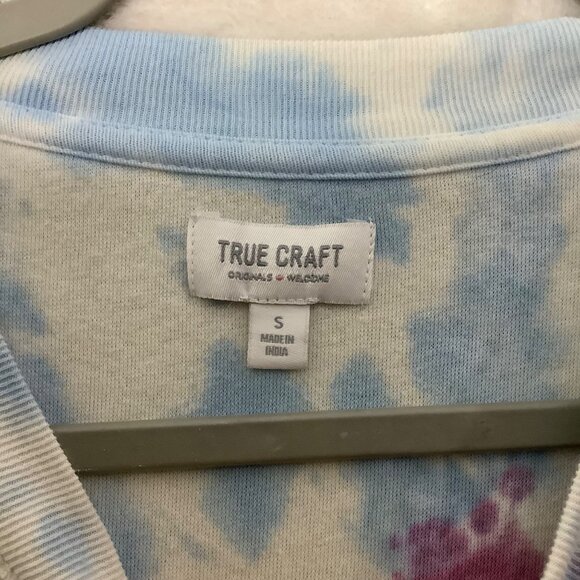 TRUE CRAFT
ORIGINALS WELCOME
S
MADE IN
INDIA